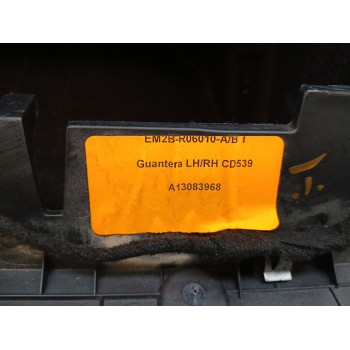 EM2B-R06010-A/B T
Guantera LH/RH CD539
A13083968